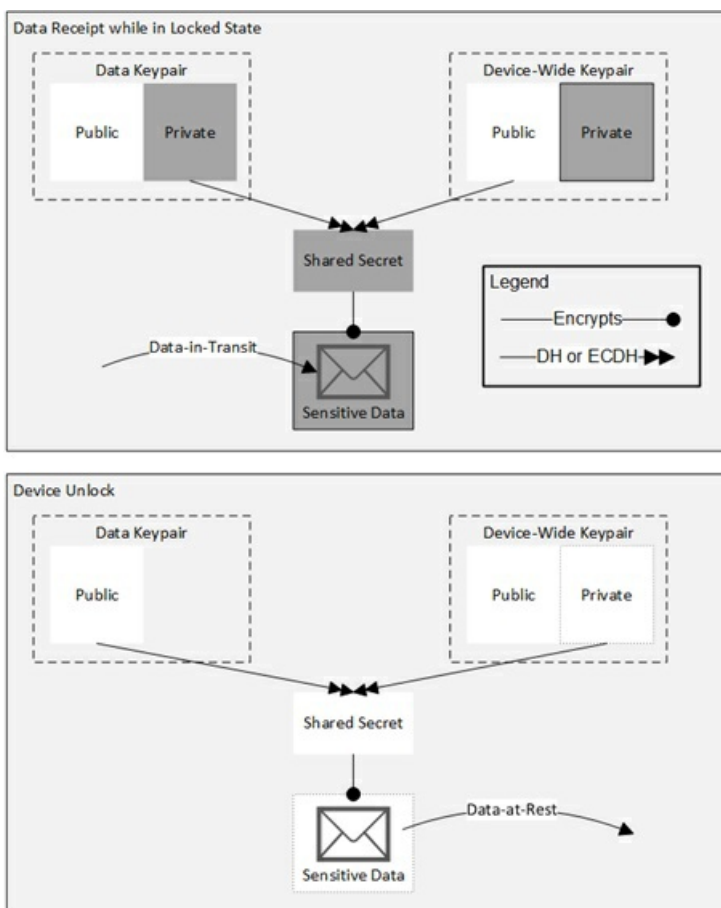 Data Receipt while in Locked State
Data Keypair
Device-Wide Keypair
Public
Private
Public
Private
Shared Secret
Legend
Encrypts
DH or ECDH
Data-in-Transit
Sensitive Data
Device Unlock
Data Keypair
Device-Wide Keypair
Public
Public
Private
Shared Secret
Data-at-Rest
Sensitive Data